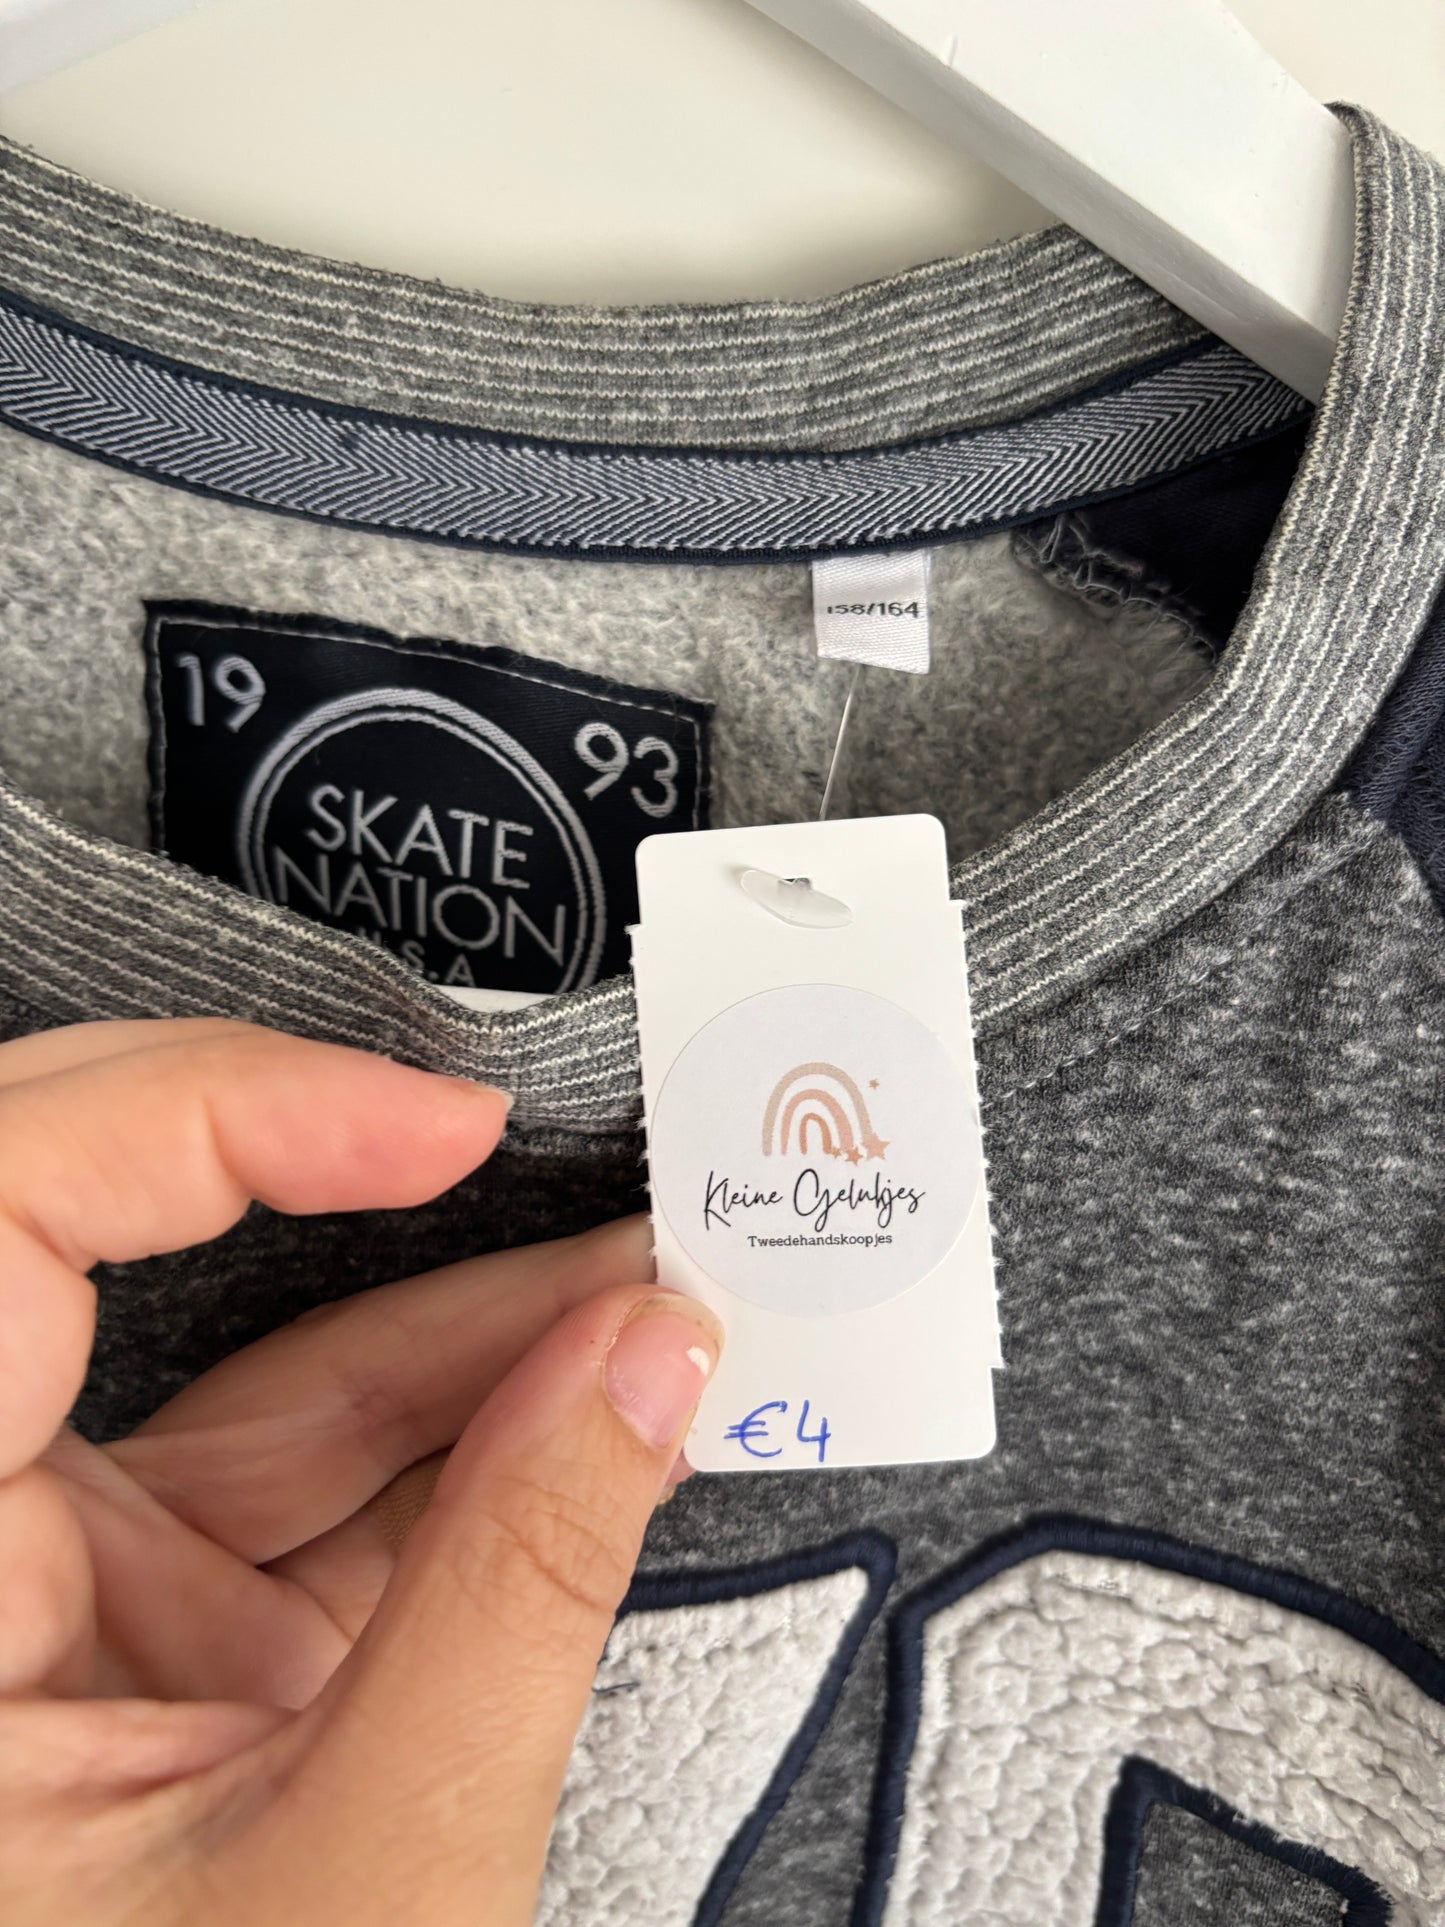 158/164
19 93
SKATE
NATION
U.S.A
Kleine Gelukjes
Tweedehandskoopjes
€4